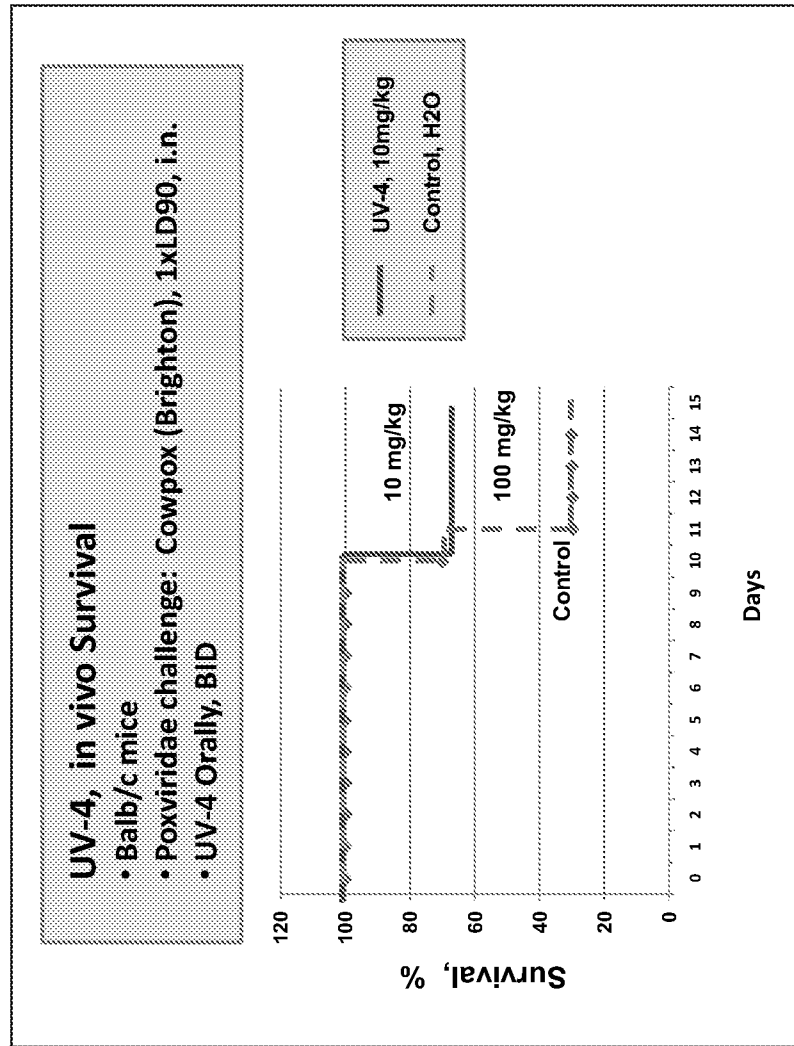 UV-4, in vivo Survival
• Balb/c mice
• Poxviridae challenge: Cowpox (Brighton), 1xLD90, i.n.
• UV-4 Orally, BID
UV-4, 10mg/kg
Control, H2O
Survival, %
120
100
80
60
40
20
0
10 mg/kg
100 mg/kg
Control
0 1 2 3 4 5 6 7 8 9 10 11 12 13 14 15
Days